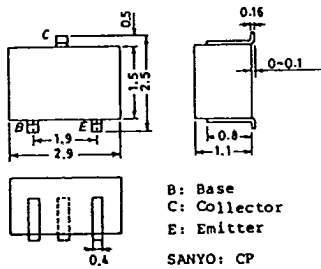 C
0.5
1.5
2.5
B
E
1.9
2.9
0.16
0~0.1
0.8
1.1
0.4
B: Base
C: Collector
E: Emitter
SANYO: CP